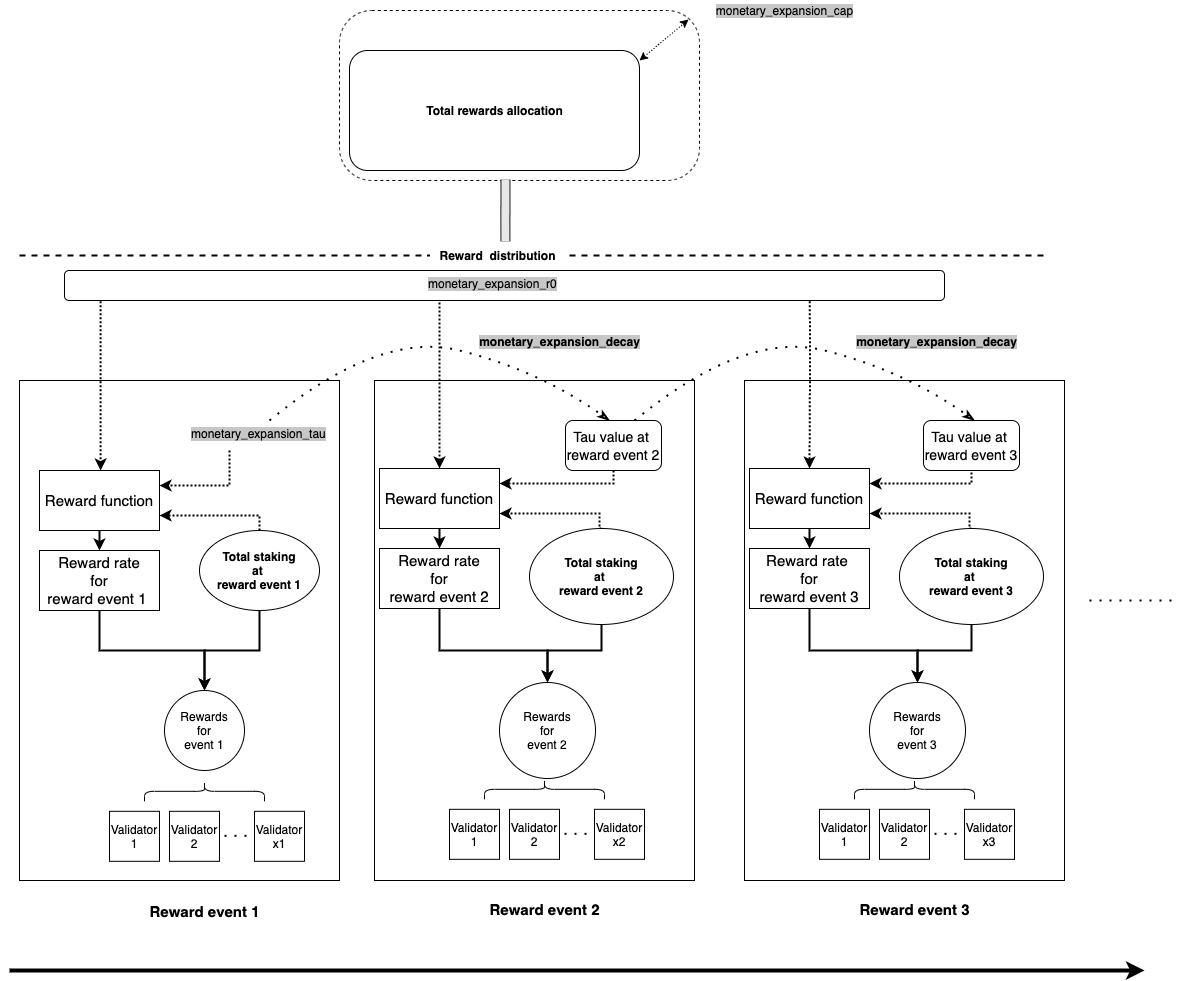 monetary_expansion_cap
Total rewards allocation
Reward distribution
monetary_expansion_r0
monetary_expansion_decay
monetary_expansion_decay
monetary_expansion_tau
Reward function
Reward rate
for
reward event 1
Total staking
at
reward event 1
Rewards
for
event 1
Validator
1
Validator
2
. . .
Validator
x1
Reward event 1
Tau value at
reward event 2
Reward function
Reward rate
for
reward event 2
Total staking
at
reward event 2
Rewards
for
event 2
Validator
1
Validator
2
. . .
Validator
x2
Reward event 2
Tau value at
reward event 3
Reward function
Reward rate
for
reward event 3
Total staking
at
reward event 3
Rewards
for
event 3
Validator
1
Validator
2
. . .
Validator
x3
Reward event 3
. . . . . . . . .